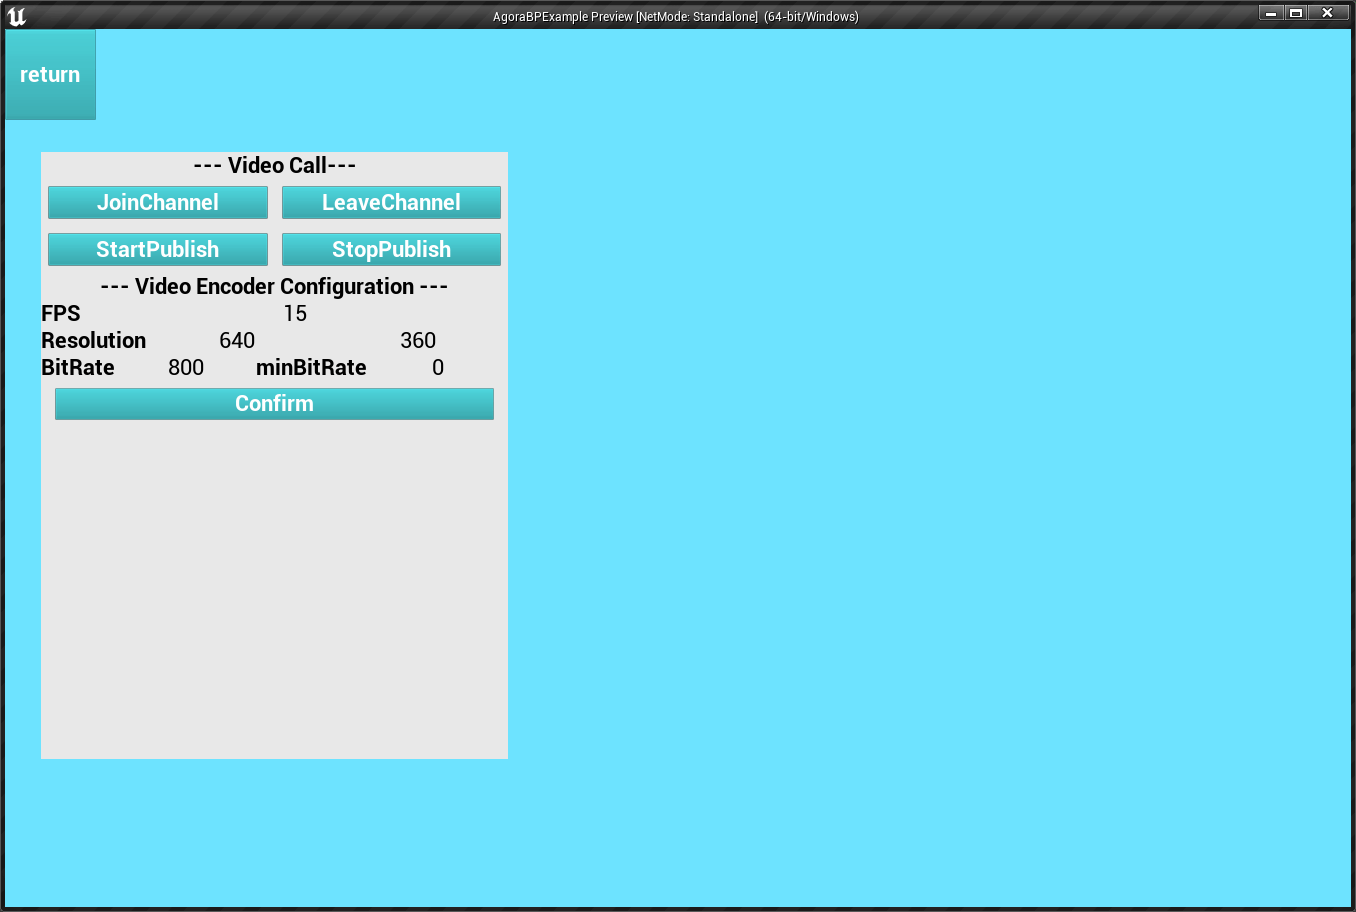 AgoraBPExample Preview [NetMode: Standalone] (64-bit/Windows)
return
--- Video Call---
JoinChannel LeaveChannel
StartPublish StopPublish
--- Video Encoder Configuration ---
FPS 15
Resolution 640 360
BitRate 800 minBitRate 0
Confirm